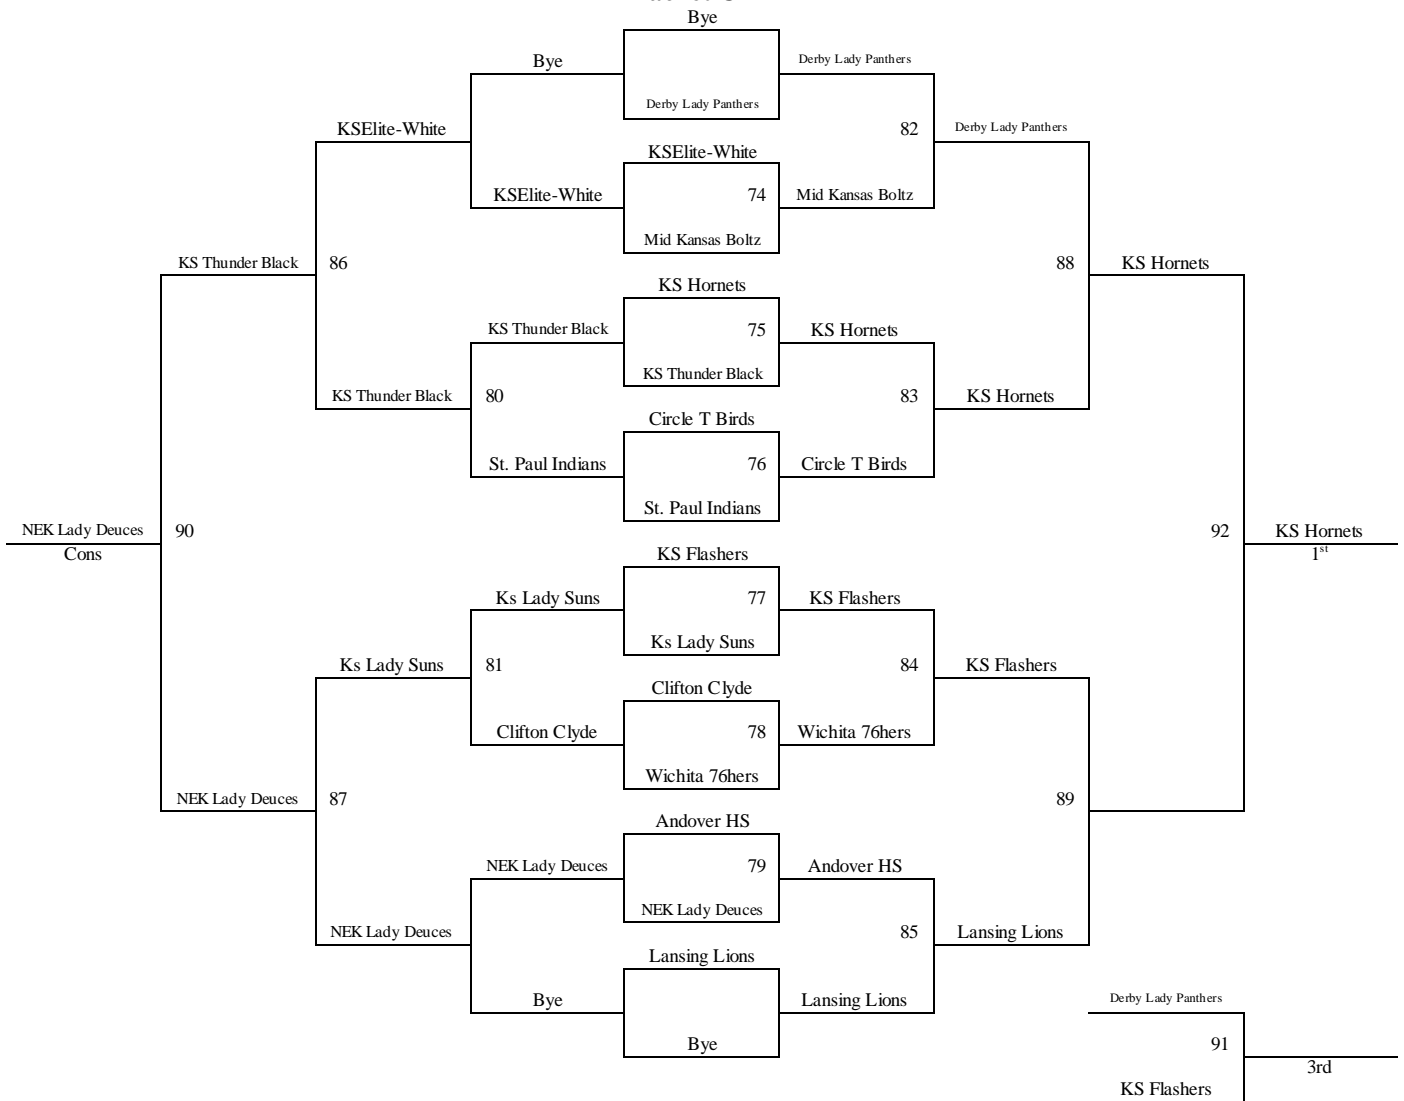 Bye
Bye
Derby Lady Panthers
Derby Lady Panthers
KSElite-White
82
Derby Lady Panthers
KSElite-White
KSElite-White
74
Mid Kansas Boltz
Mid Kansas Boltz
KS Thunder Black
86
88
KS Hornets
KS Hornets
KS Thunder Black
75
KS Hornets
KS Thunder Black
KS Thunder Black
80
83
KS Hornets
Circle T Birds
St. Paul Indians
76
Circle T Birds
St. Paul Indians
NEK Lady Deuces
90
92
KS Hornets
Cons
1st
KS Flashers
Ks Lady Suns
77
KS Flashers
Ks Lady Suns
Ks Lady Suns
81
84
KS Flashers
Clifton Clyde
Clifton Clyde
78
Wichita 76hers
Wichita 76hers
NEK Lady Deuces
87
89
Andover HS
NEK Lady Deuces
79
Andover HS
NEK Lady Deuces
NEK Lady Deuces
85
Lansing Lions
Lansing Lions
Bye
Lansing Lions
Derby Lady Panthers
Bye
91
3rd
KS Flashers